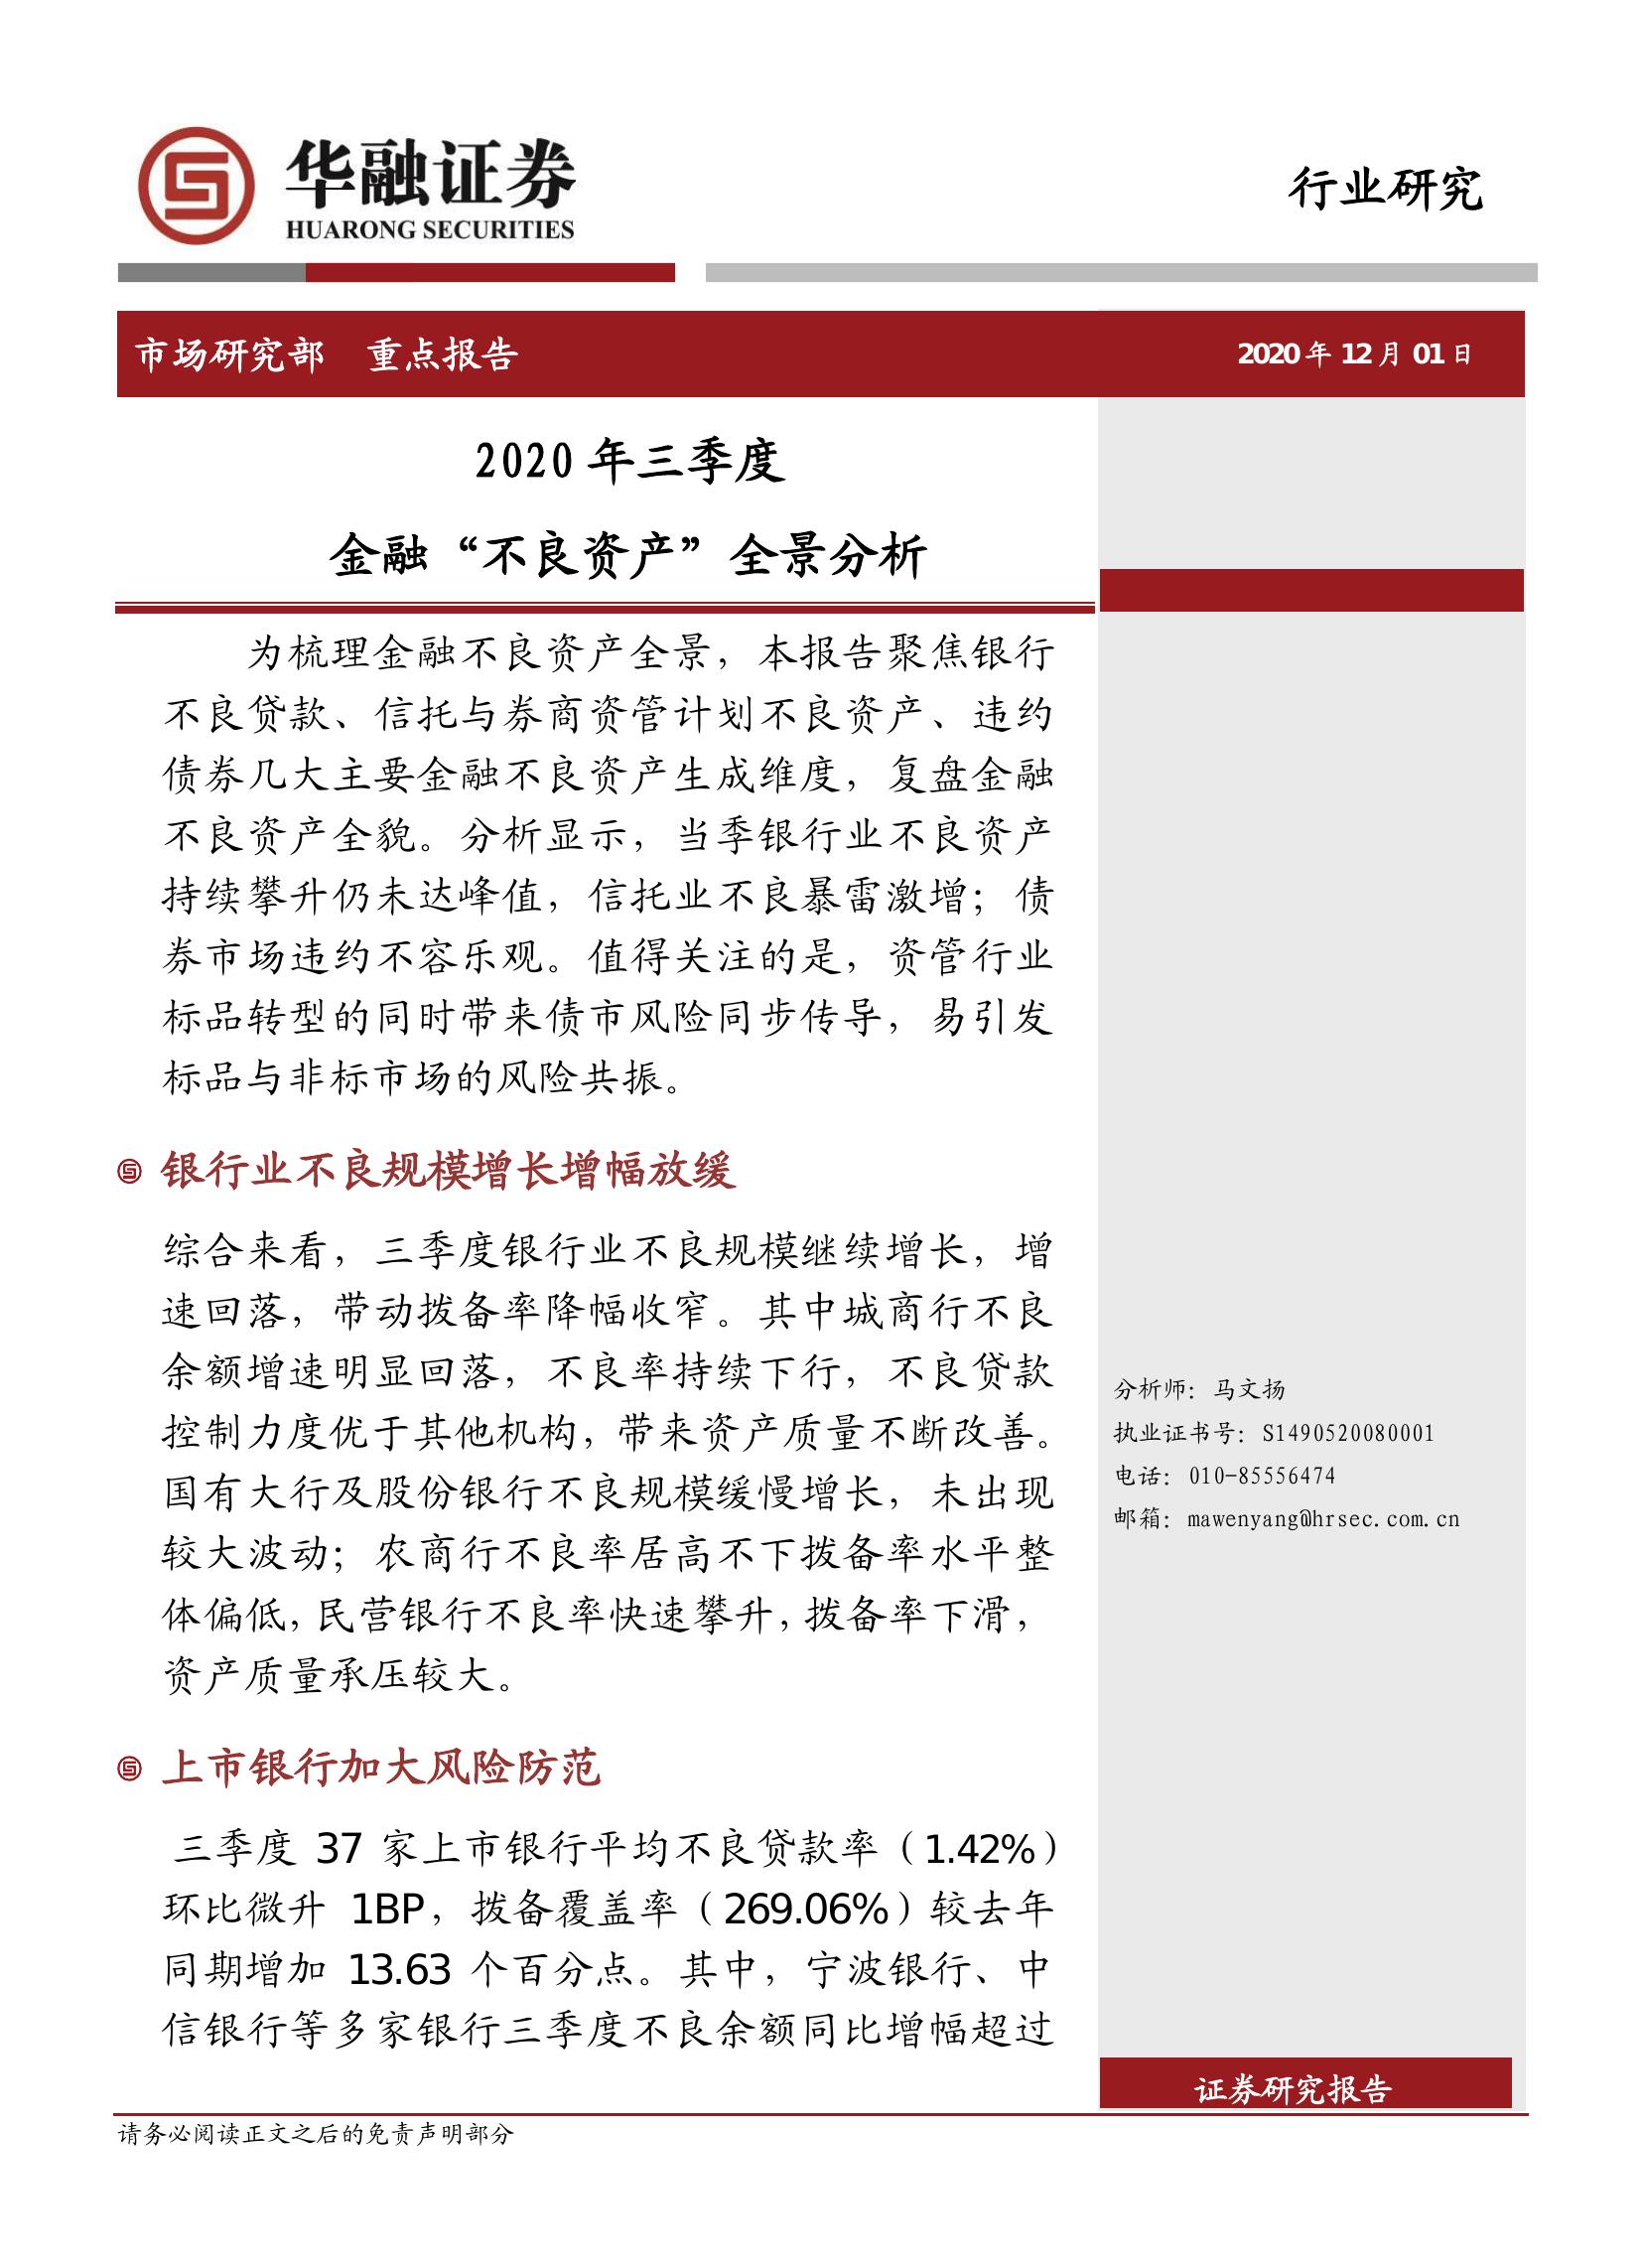 华融证券
HUARONG SECURITIES
行业研究
市场研究部 重点报告
2020 年 12 月 01 日
2020 年三季度
金融“不良资产”全景分析
为梳理金融不良资产全景，本报告聚焦银行
不良贷款、信托与券商资管计划不良资产、违约
债券几大主要金融不良资产生成维度，复盘金融
不良资产全貌。分析显示，当季银行业不良资产
持续攀升仍未达峰值，信托业不良暴雷激增；债
券市场违约不容乐观。值得关注的是，资管行业
标品转型的同时带来债市风险同步传导，易引发
标品与非标市场的风险共振。
银行业不良规模增长增幅放缓
综合来看，三季度银行业不良规模继续增长，增
速回落，带动拨备率降幅收窄。其中城商行不良
余额增速明显回落，不良率持续下行，不良贷款
控制力度优于其他机构，带来资产质量不断改善。
国有大行及股份银行不良规模缓慢增长，未出现
较大波动；农商行不良率居高不下拨备率水平整
体偏低，民营银行不良率快速攀升，拨备率下滑，
资产质量承压较大。
上市银行加大风险防范
三季度 37 家上市银行平均不良贷款率（1.42%）
环比微升 1BP，拨备覆盖率（269.06%）较去年
同期增加 13.63 个百分点。其中，宁波银行、中
信银行等多家银行三季度不良余额同比增幅超过
分析师：马文扬
执业证书号：S1490520080001
电话：010-85556474
邮箱：mawenyang@hrsec.com.cn
证券研究报告
请务必阅读正文之后的免责声明部分